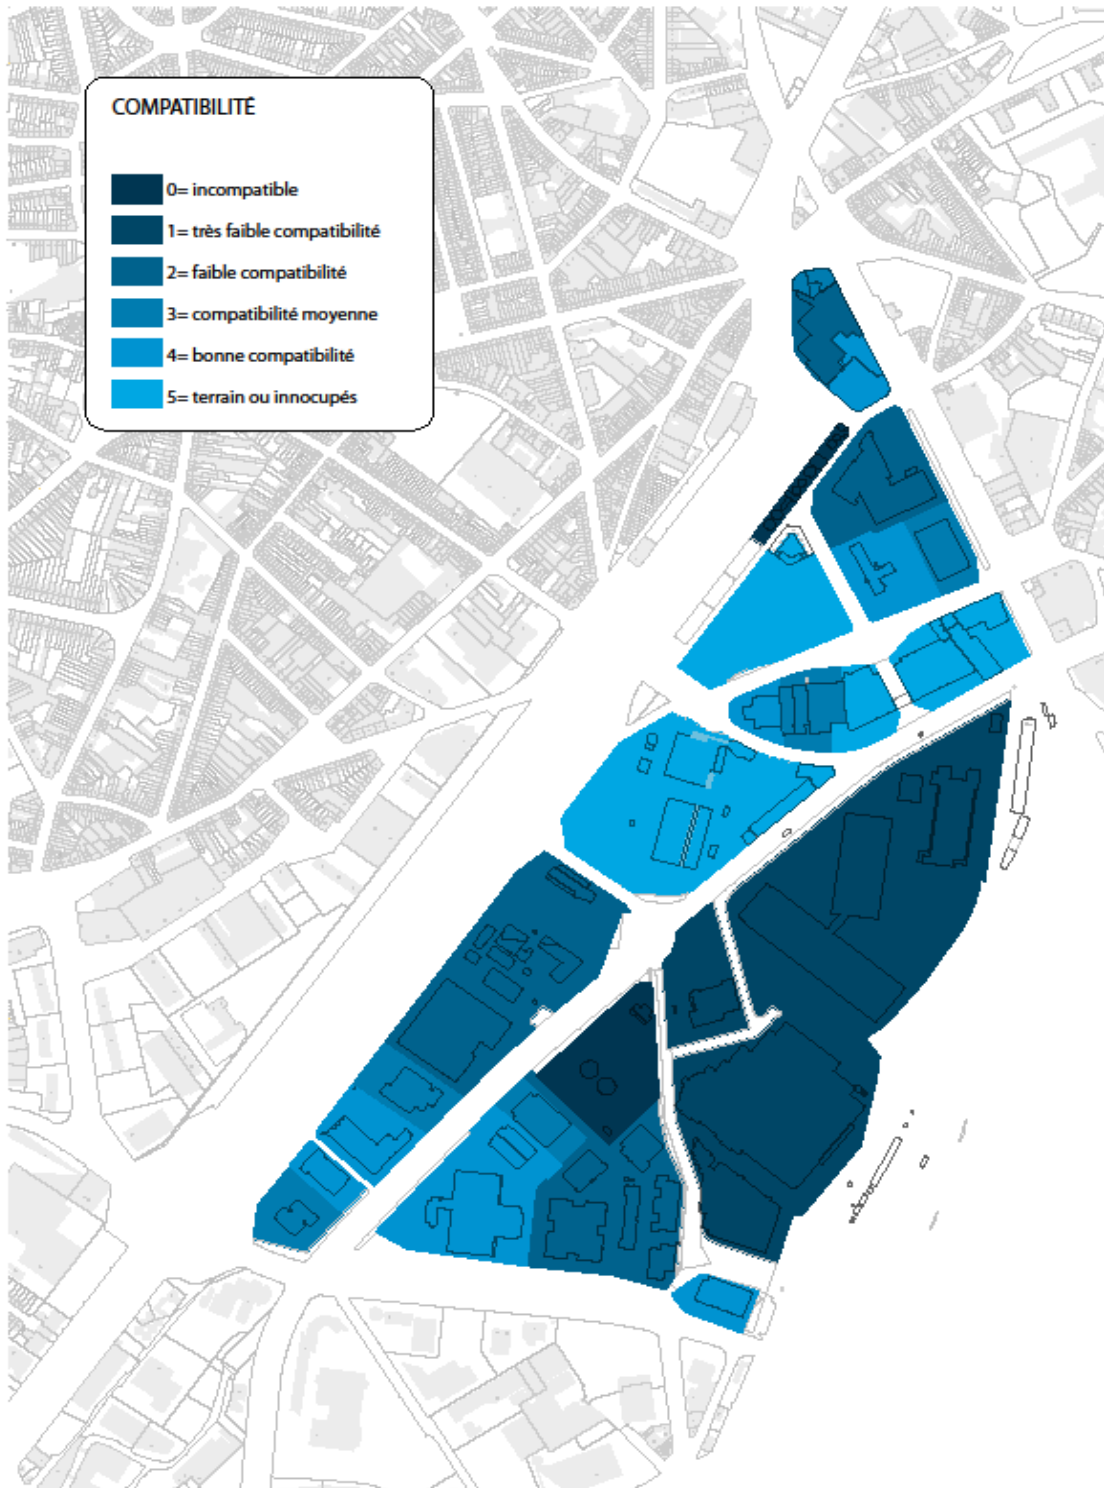 COMPATIBILITÉ
0= incompatible
1= très faible compatibilité
2= faible compatibilité
3= compatibilité moyenne
4= bonne compatibilité
5= terrain ou innocupés